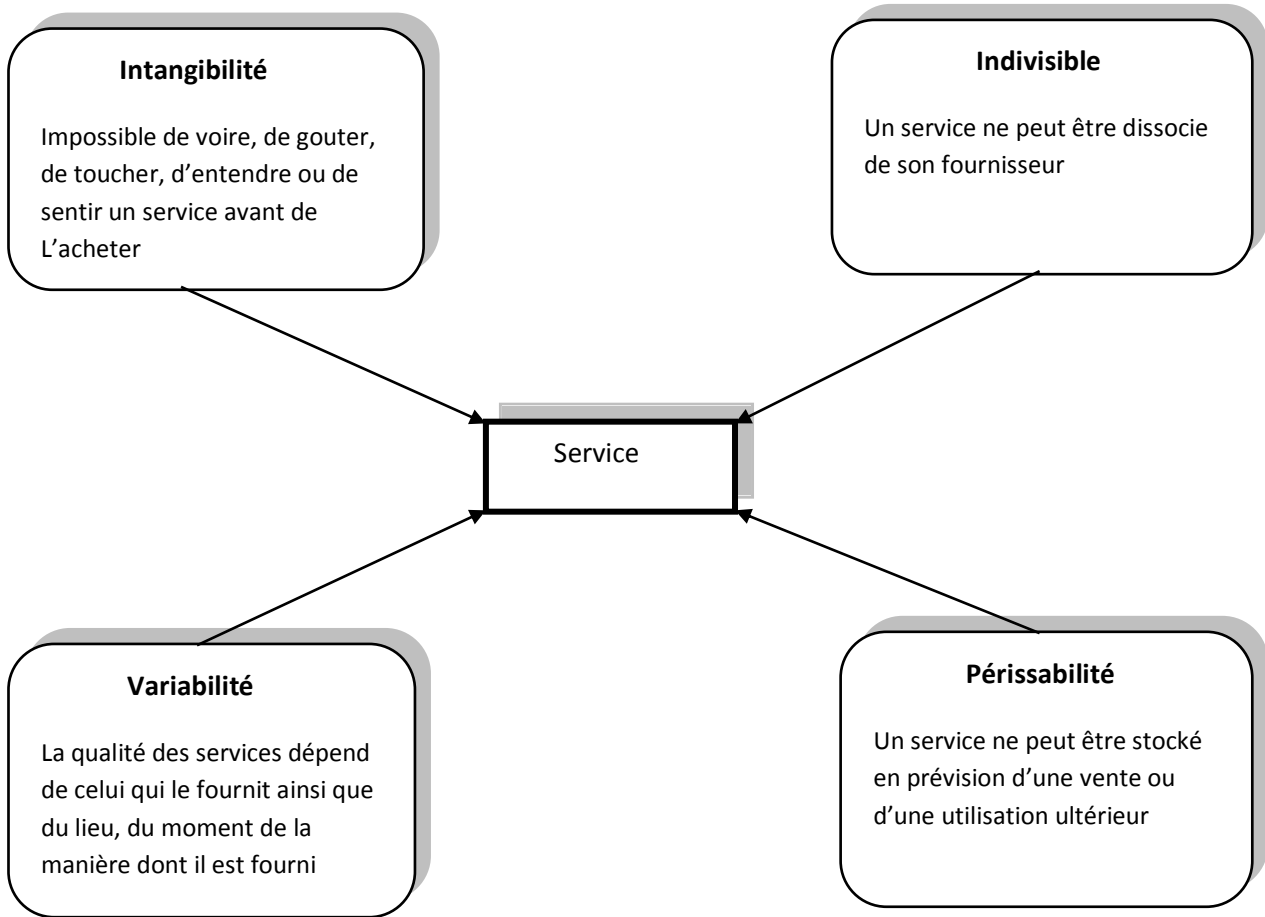 Intangibilité
Impossible de voire, de gouter,
de toucher, d’entendre ou de
sentir un service avant de
L’acheter
Indivisible
Un service ne peut être dissocie
de son fournisseur
Service
Variabilité
La qualité des services dépend
de celui qui le fournit ainsi que
du lieu, du moment de la
manière dont il est fourni
Périssabilité
Un service ne peut être stocké
en prévision d’une vente ou
d’une utilisation ultérieur